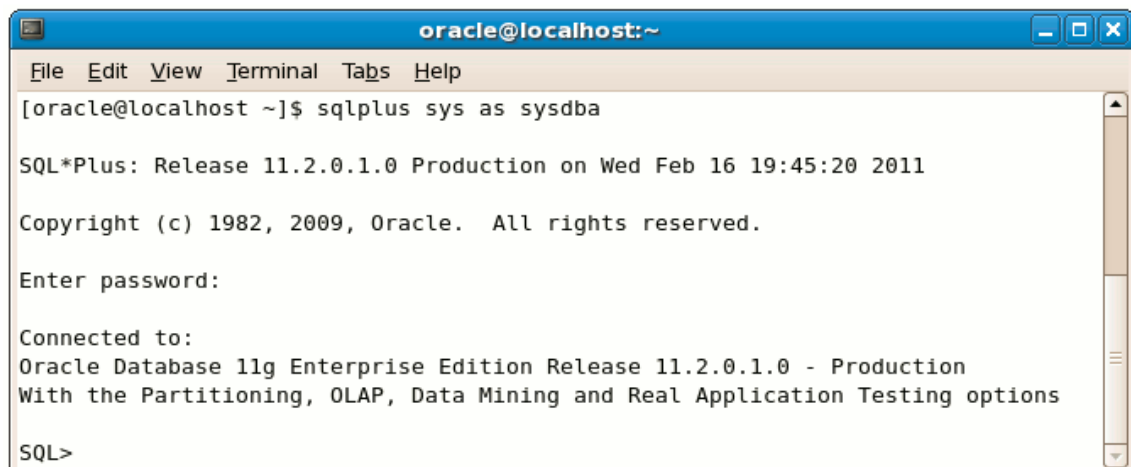 oracle@localhost:~
File Edit View Terminal Tabs Help
[oracle@localhost ~]$ sqlplus sys as sysdba
SQL*Plus: Release 11.2.0.1.0 Production on Wed Feb 16 19:45:20 2011
Copyright (c) 1982, 2009, Oracle.  All rights reserved.
Enter password:
Connected to:
Oracle Database 11g Enterprise Edition Release 11.2.0.1.0 - Production
With the Partitioning, OLAP, Data Mining and Real Application Testing options
SQL>